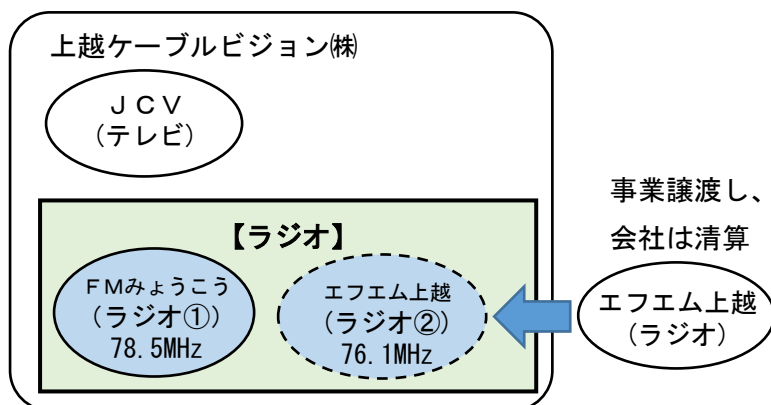 上越ケーブルビジョン㈱
ＪＣＶ
(テレビ)
事業譲渡し、
会社は清算
【ラジオ】
ＦＭみょうこう
(ラジオ①)
78.5MHz
エフエム上越
(ラジオ②)
76.1MHz
エフエム上越
(ラジオ)